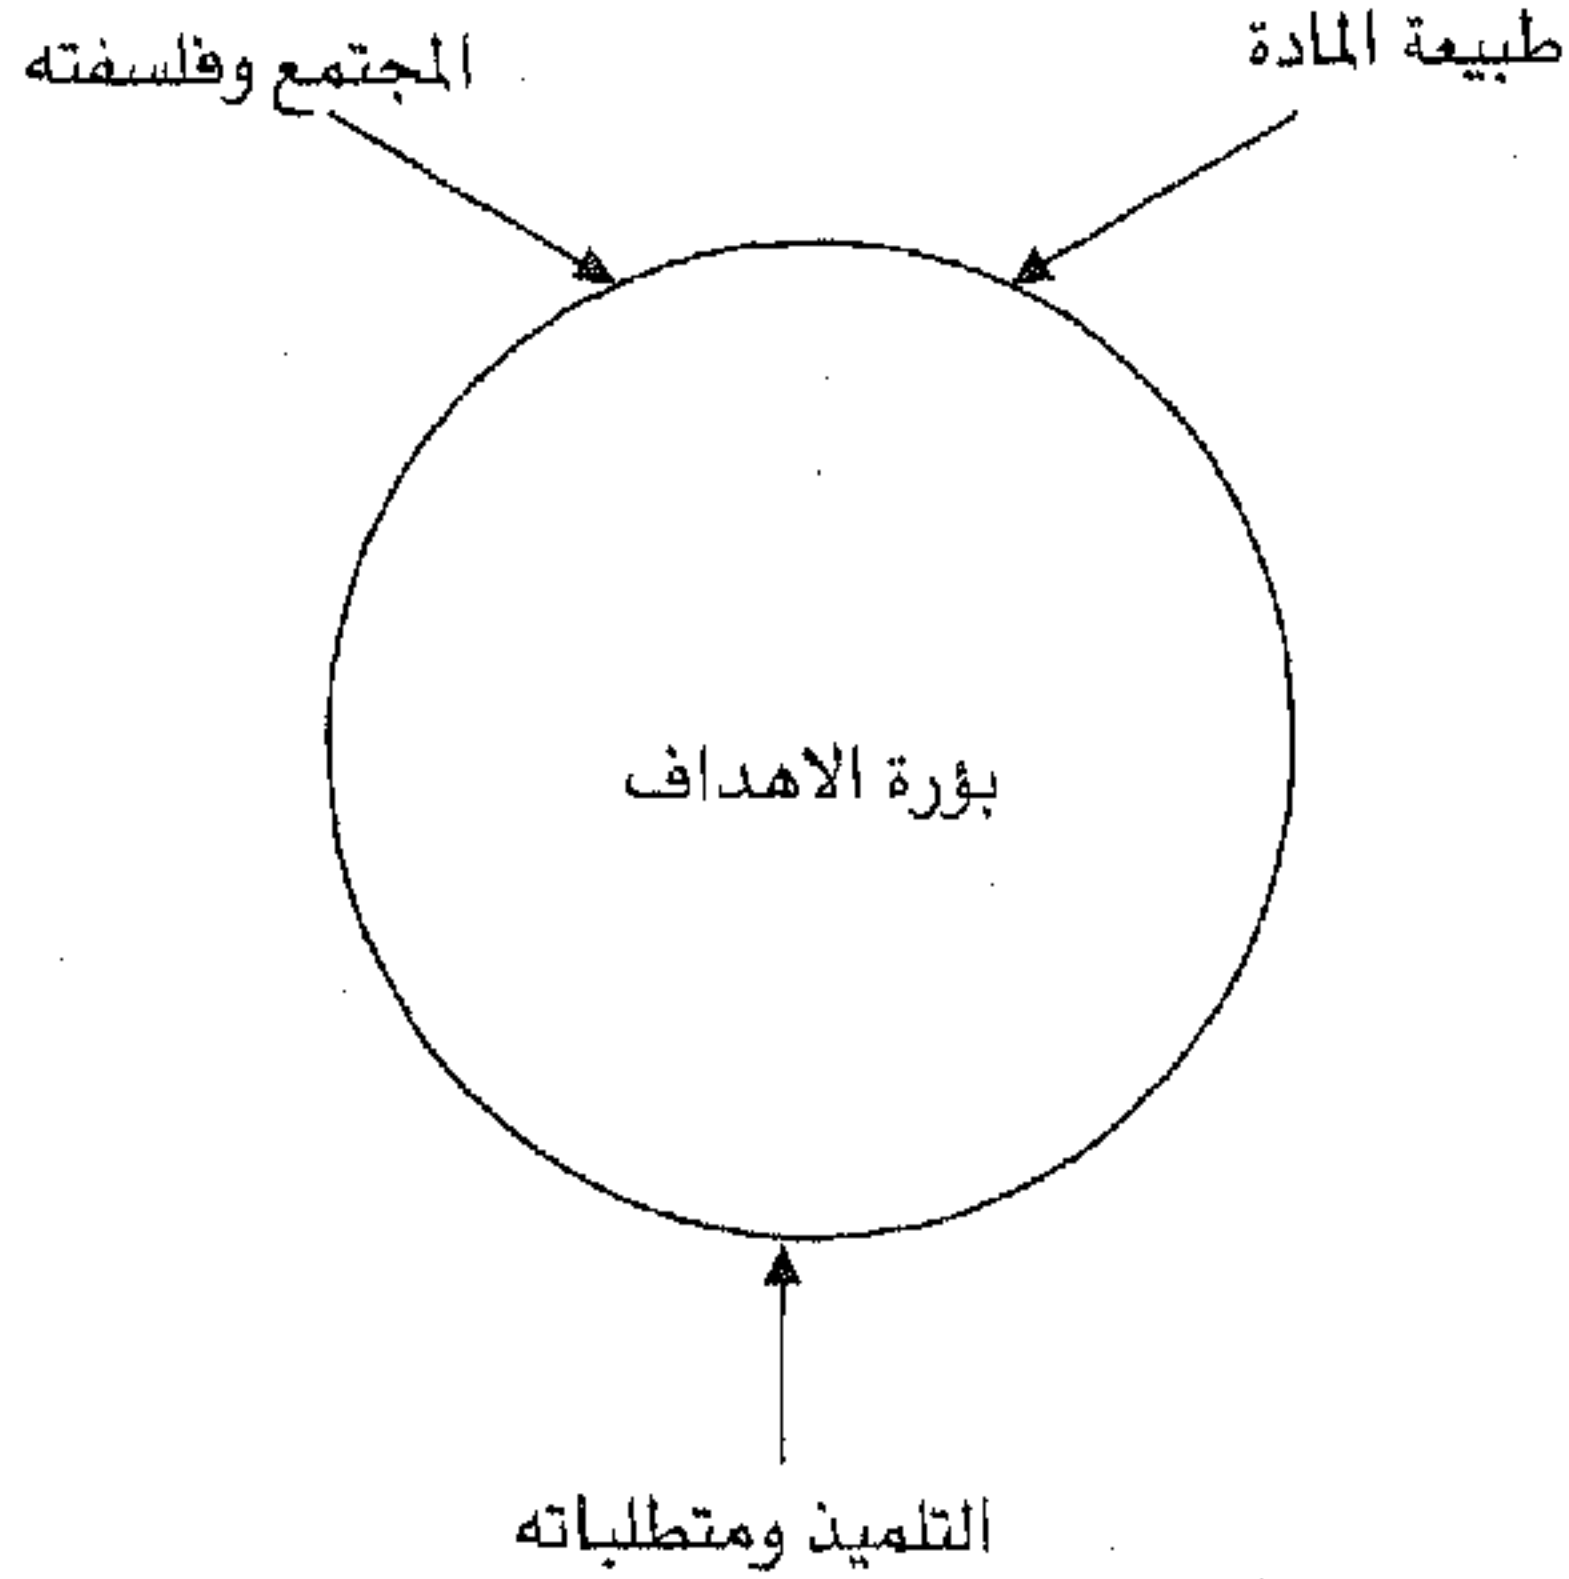 طبيعة المادة
المجتمع وفلسفته
بؤرة الاهداف
التلميذ ومتطلباته